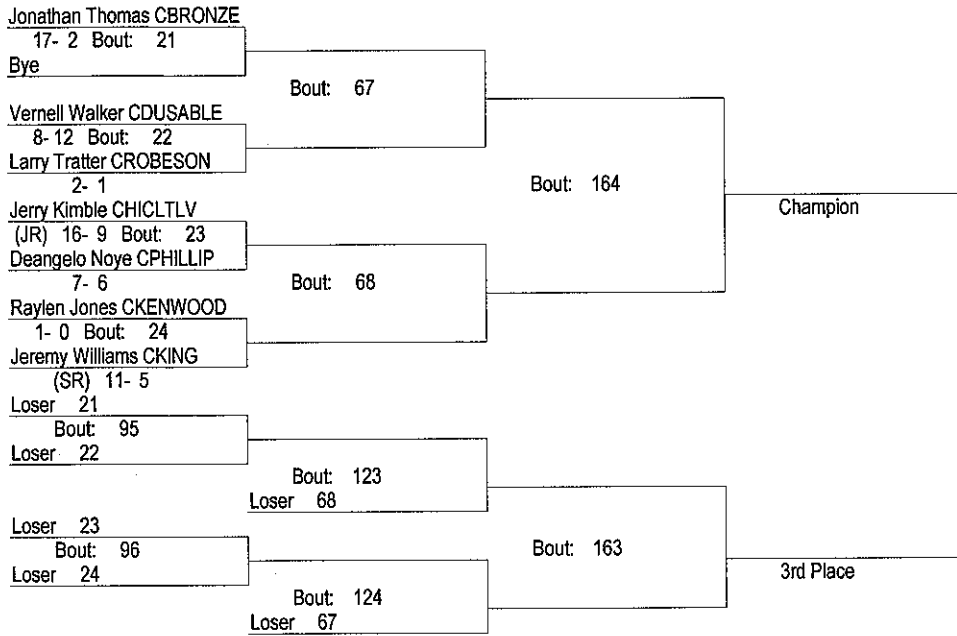 Jonathan Thomas CBRONZE
17- 2 Bout: 21
Bye
Bout: 67
Vernell Walker CDUSABLE
8- 12 Bout: 22
Larry Tratter CROBESON
2- 1
Bout: 164
Champion
Jerry Kimble CHICLTLV
(JR) 16- 9 Bout: 23
Deangelo Noye CPHILLIP
7- 6
Bout: 68
Raylen Jones CKENWOOD
1- 0 Bout: 24
Jeremy Williams CKING
(SR) 11- 5
Loser 21
Bout: 95
Loser 22
Bout: 123
Loser 68
Loser 23
Bout: 96
Loser 24
Bout: 163
3rd Place
Bout: 124
Loser 67